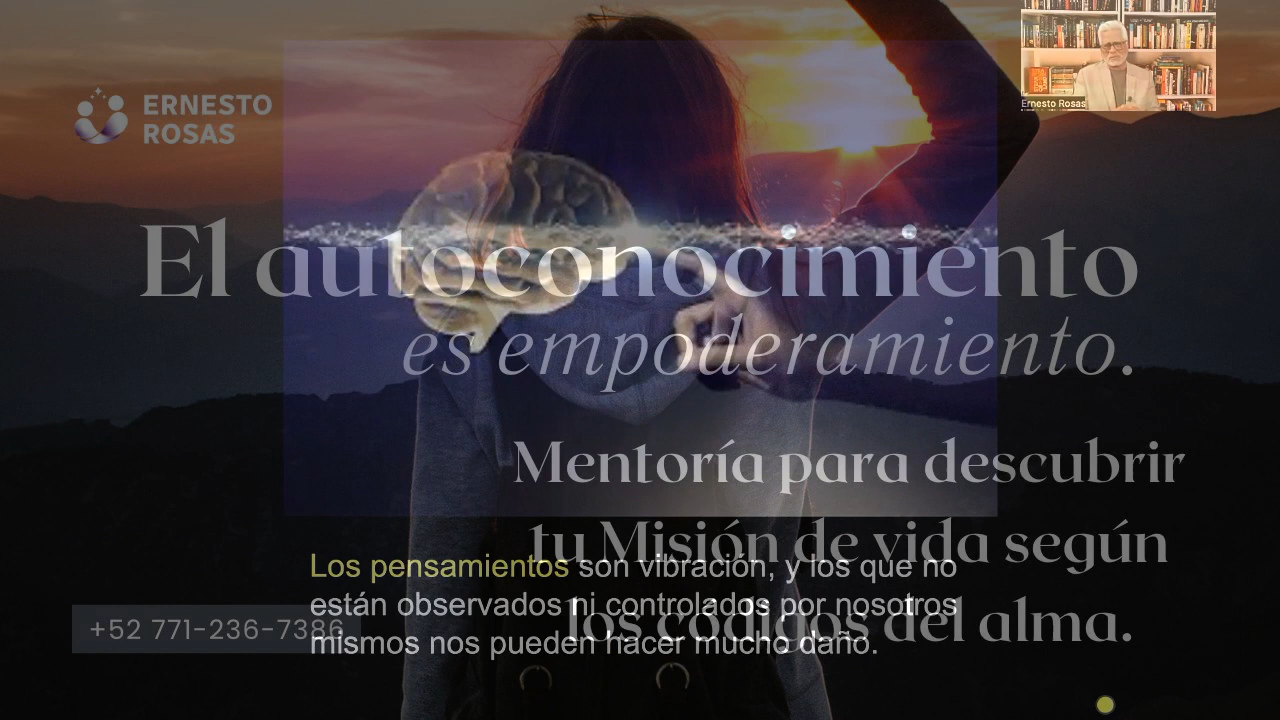 ERNESTO
ROSAS
Ernesto Rosas
El autoconocimiento
es empoderamiento.
Mentoría para descubrir
tu Misión de vida según
los códigos del alma.
Los pensamientos son vibración, y los que no
están observados ni controlados por nosotros
mismos nos pueden hacer mucho daño.
+52 771-236-7386